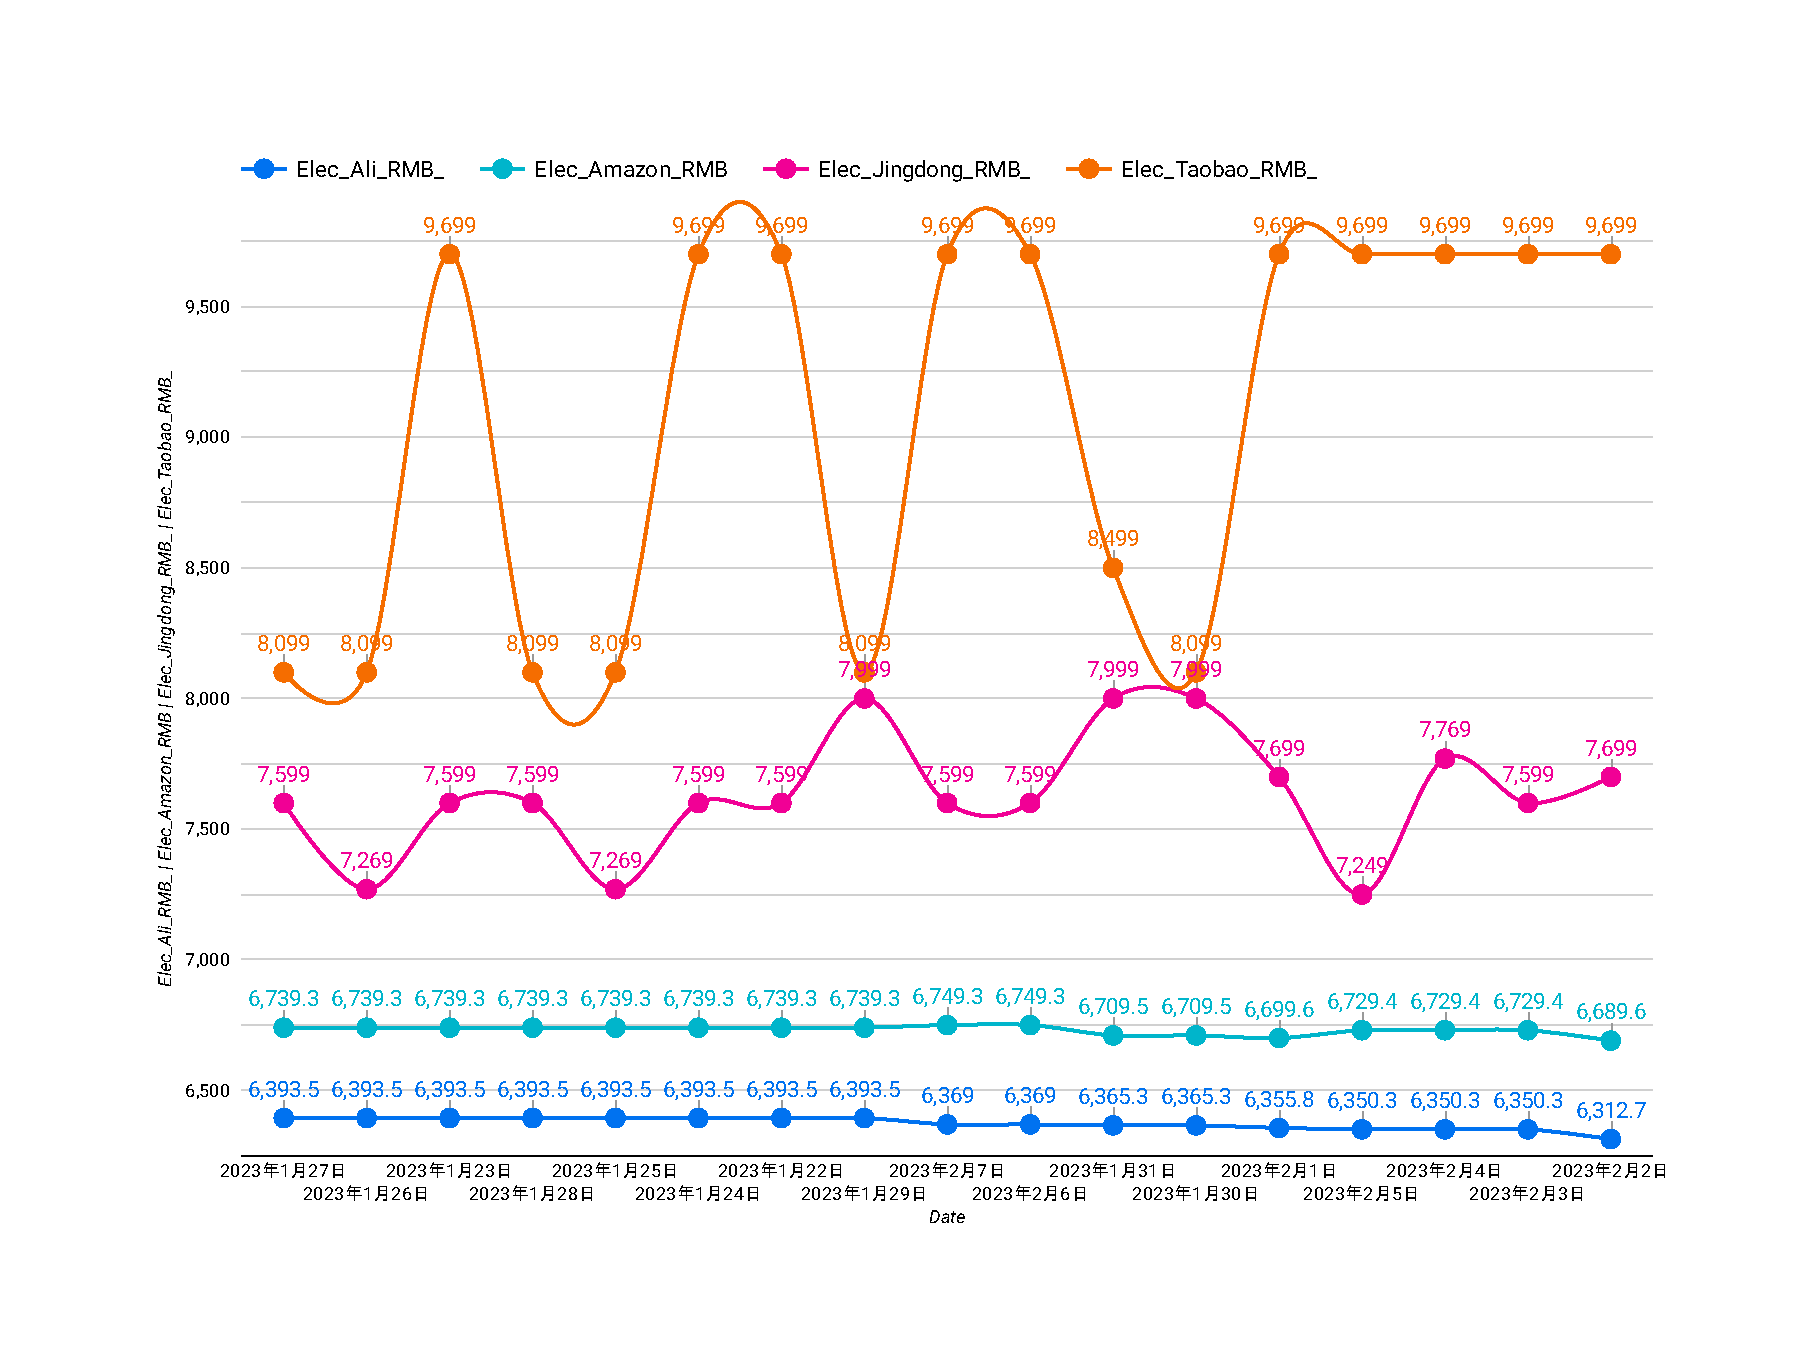 Elec_Ali_RMB_ Elec_Amazon_RMB Elec_Jingdong_RMB_ Elec_Taobao_RMB_
9,699 9,699 9,699 9,699 9,699 9,699 9,699 9,699 9,699 9,699
9,500
9,000
8,499
8,500
8,099 8,099 8,099 8,099 8,099 8,099
7,999 7,999 7,999
8,000
7,769
7,699 7,699
7,599 7,599 7,599 7,599 7,599 7,599 7,599 7,599
7,500
7,269 7,269 7,249
7,000
6,739.3 6,739.3 6,739.3 6,739.3 6,739.3 6,739.3 6,739.3 6,739.3 6,749.3 6,749.3 6,709.5 6,709.5 6,699.6 6,729.4 6,729.4 6,729.4 6,689.6
6,500
6,393.5 6,393.5 6,393.5 6,393.5 6,393.5 6,393.5 6,393.5 6,393.5 6,369 6,369 6,365.3 6,365.3 6,355.8 6,350.3 6,350.3 6,350.3 6,312.7
Elec_Ali_RMB_ | Elec_Amazon_RMB | Elec_Jingdong_RMB_ | Elec_Taobao_RMB_
2023年1月27日 2023年1月23日 2023年1月25日 2023年1月22日 2023年2月7日 2023年1月31日 2023年2月1日 2023年2月4日 2023年2月2日
2023年1月26日 2023年1月28日 2023年1月24日 2023年1月29日 2023年2月6日 2023年1月30日 2023年2月5日 2023年2月3日
Date